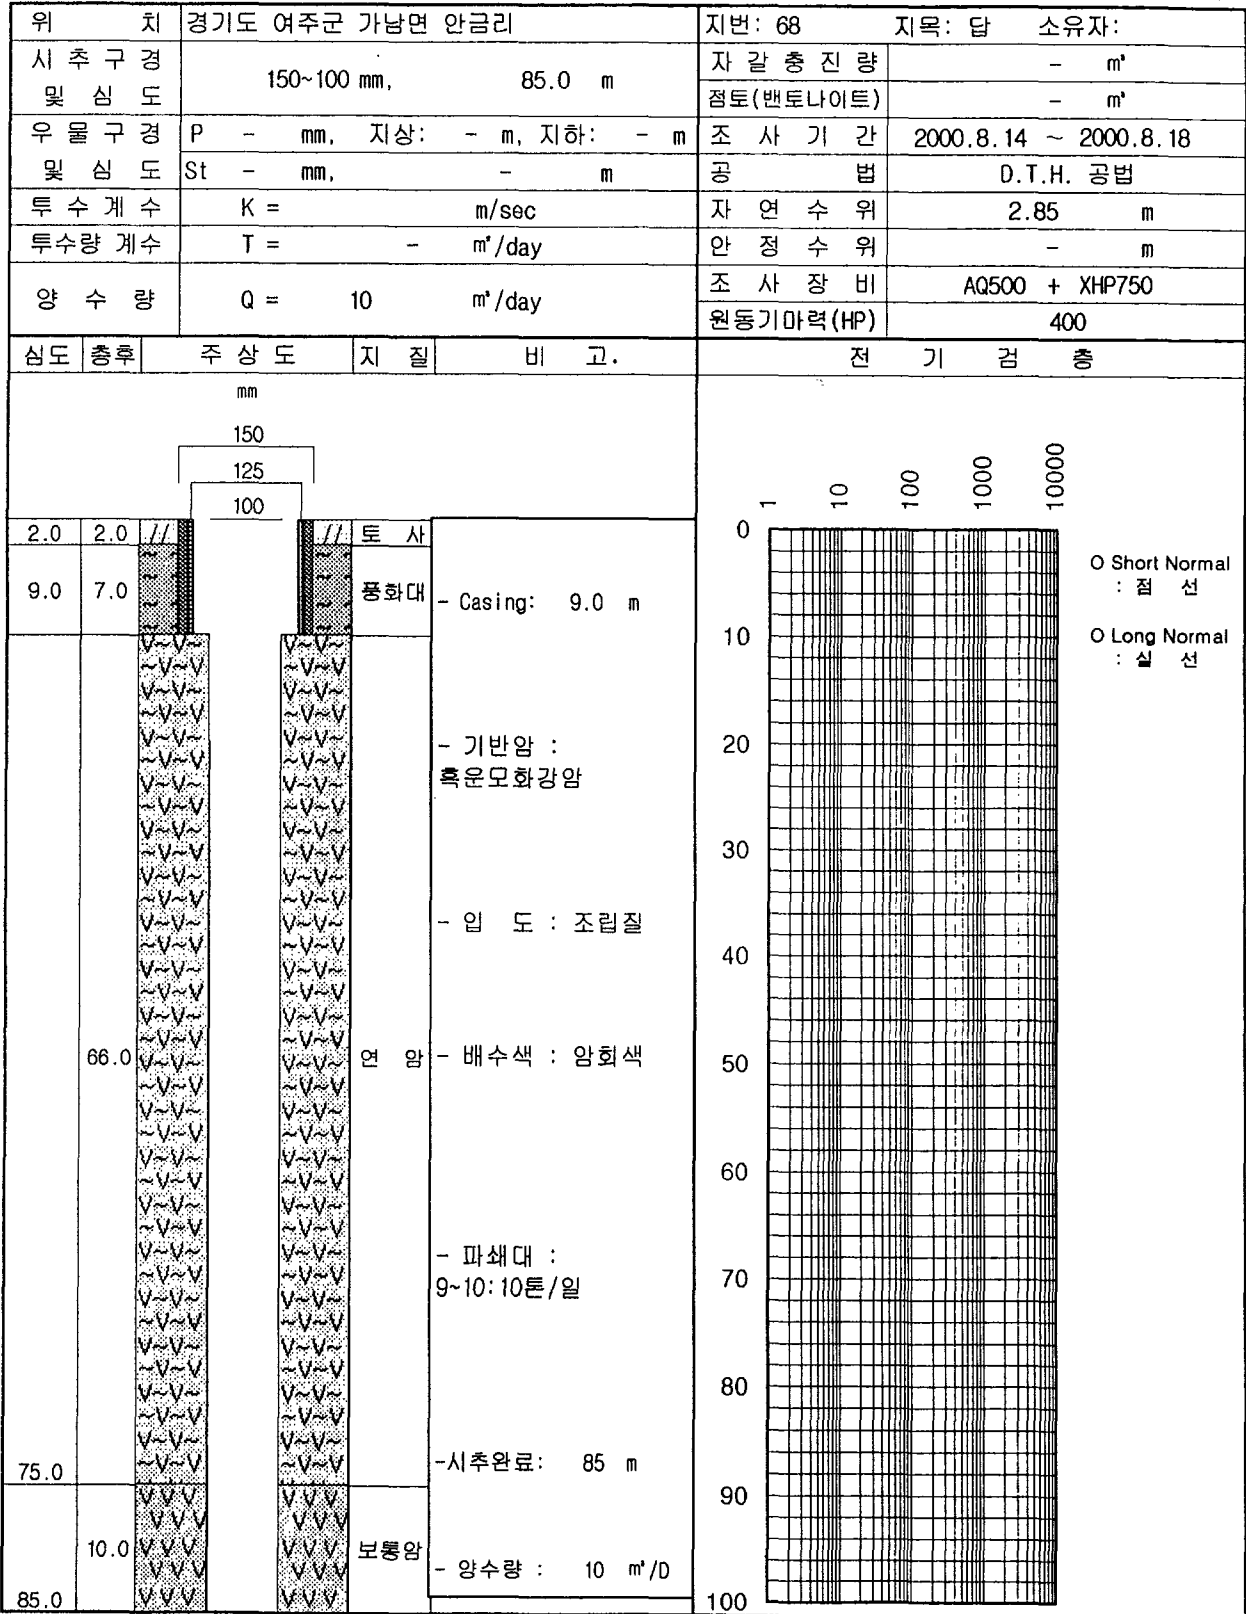 위 치 경기도 여주군 가남면 안금리 지번: 68 지목: 답 소유자:
시 추 구 경 및 심 도 150~100 mm, 85.0 m
자 갈 충 진 량 - m³
점토(밴토나이트) - m³
우 물 구 경 및 심 도 P - mm, 지상: - m, 지하: - m
St - mm, - m
조 사 기 간 2000.8.14 ~ 2000.8.18
공 법 D.T.H. 공법
투 수 계 수 K = m/sec
자 연 수 위 2.85 m
투수량 계수 T = - m³/day
안 정 수 위 - m
양 수 량 Q = 10 m³/day
조 사 장 비 AQ500 + XHP750
원동기마력(HP) 400
심도 층후 주 상 도 지 질 비 고. 전 기 검 층
mm
150
125
100
2.0 2.0 토 사
9.0 7.0 풍화대
- Casing: 9.0 m
- 기반암 :
흑운모화강암
- 입 도 : 조립질
66.0 연 암
- 배수색 : 암회색
- 파쇄대 :
9~10:10톤/일
75.0
-시추완료: 85 m
10.0 보통암
- 양수량 : 10 m³/D
85.0
1 10 100 1000 10000
0
10
20
30
40
50
60
70
80
90
100
O Short Normal
: 점 선
O Long Normal
: 실 선